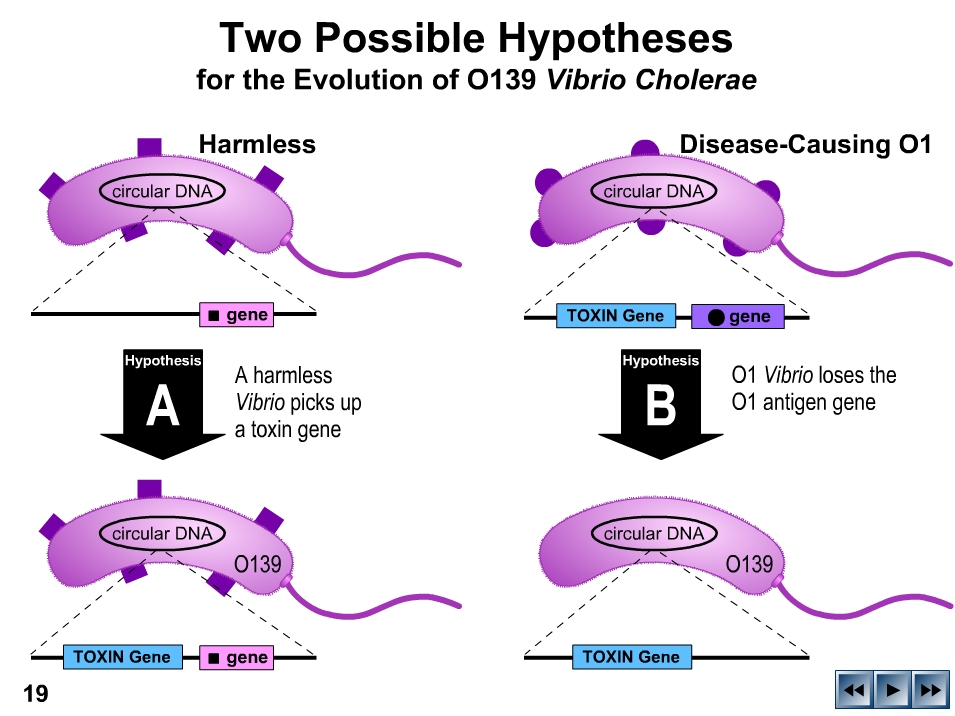 Two Possible Hypotheses
for the Evolution of O139 Vibrio Cholerae
Harmless
circular DNA
gene
Disease-Causing O1
circular DNA
TOXIN Gene
gene
Hypothesis
A
A harmless
Vibrio picks up
a toxin gene
Hypothesis
B
O1 Vibrio loses the
O1 antigen gene
circular DNA
O139
TOXIN Gene
gene
circular DNA
O139
TOXIN Gene
19